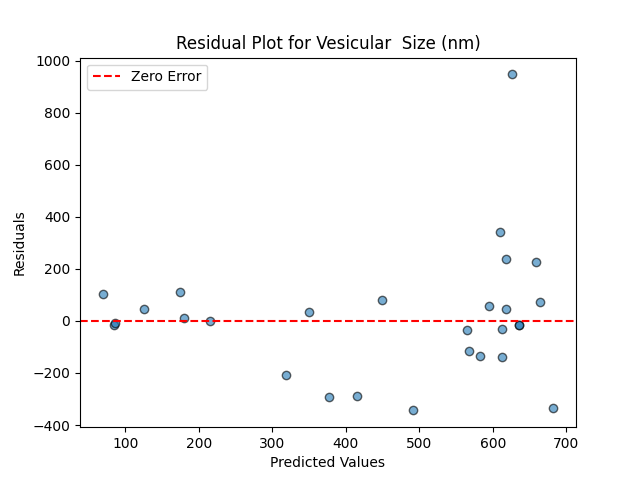 Residual Plot for Vesicular  Size (nm)
Zero Error
1000
800
600
400
200
0
−200
−400
Residuals
100 200 300 400 500 600 700
Predicted Values